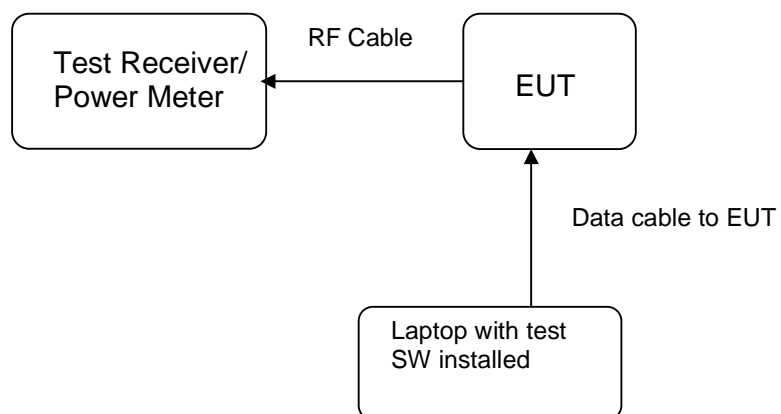 RF Cable
Test Receiver/
Power Meter
EUT
Data cable to EUT
Laptop with test
SW installed